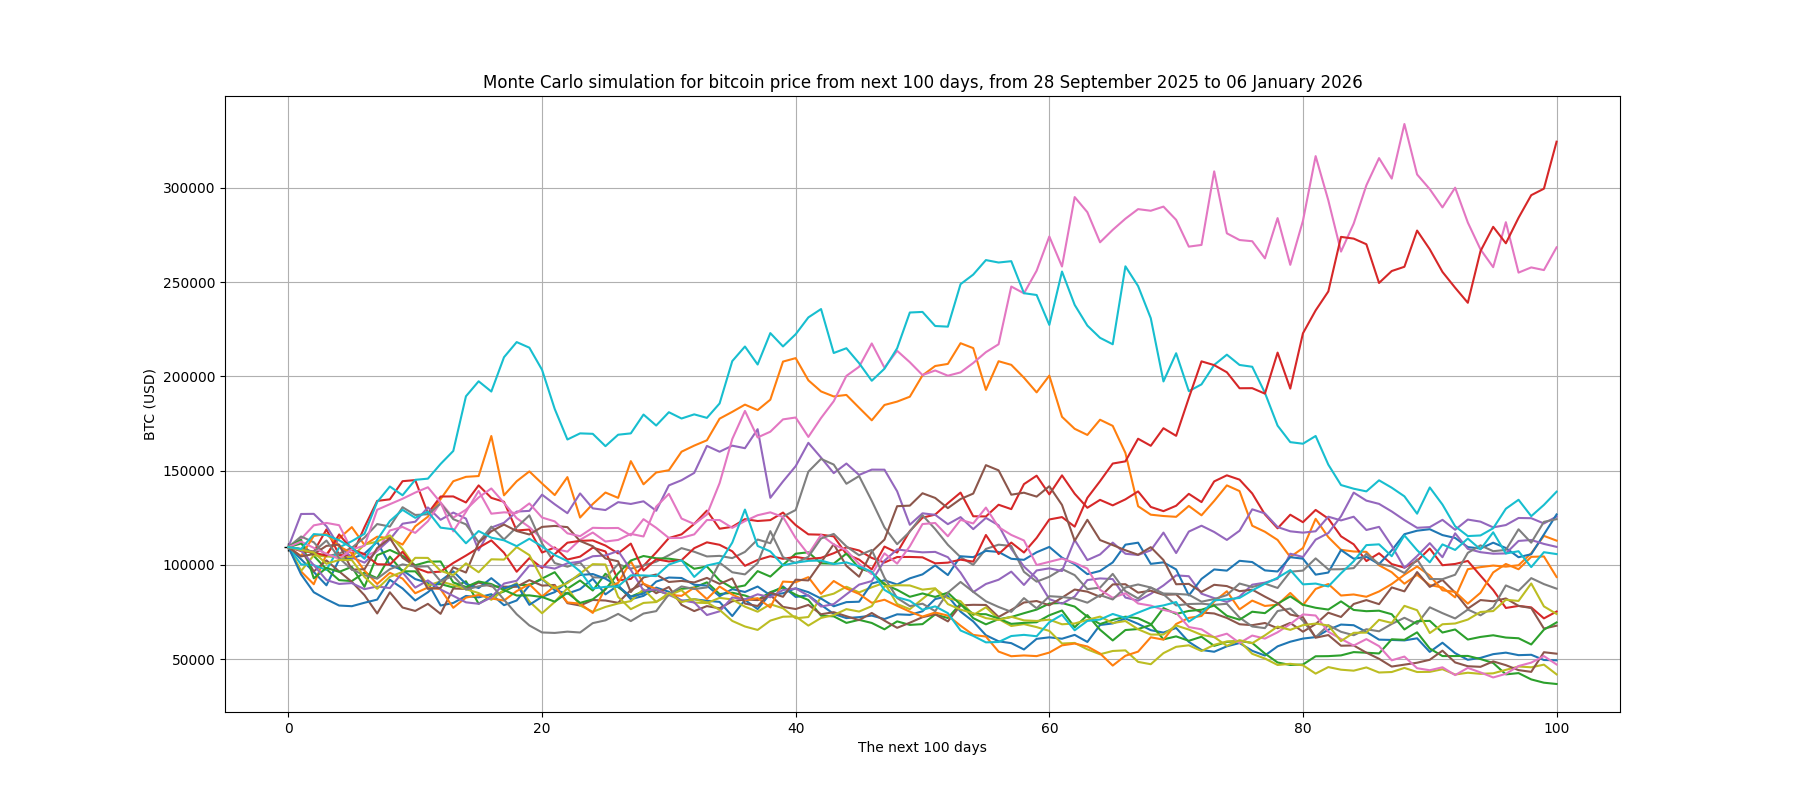 Monte Carlo simulation for bitcoin price from next 100 days, from 28 September 2025 to 06 January 2026
300000
250000
200000
150000
100000
50000
BTC (USD)
0 20 40 60 80 100
The next 100 days